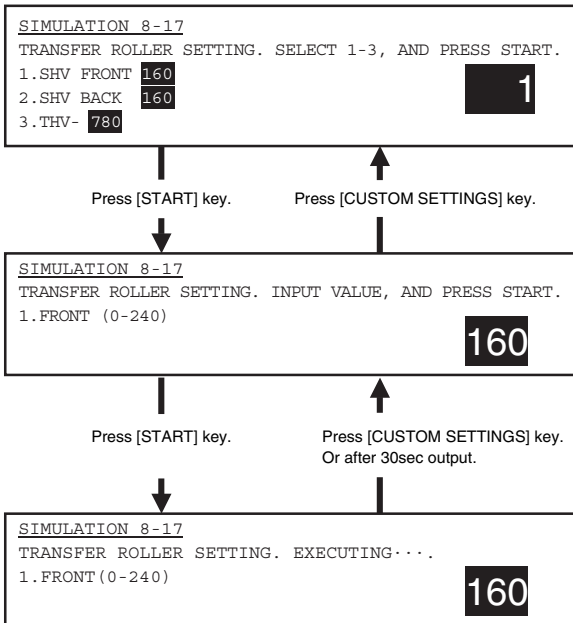 SIMULATION 8-17
TRANSFER ROLLER SETTING. SELECT 1-3, AND PRESS START.
1.SHV FRONT 160
2.SHV BACK 160
3.THV- 780
1
Press [START] key.
Press [CUSTOM SETTINGS] key.
SIMULATION 8-17
TRANSFER ROLLER SETTING. INPUT VALUE, AND PRESS START.
1.FRONT (0-240)
160
Press [START] key.
Press [CUSTOM SETTINGS] key.
Or after 30sec output.
SIMULATION 8-17
TRANSFER ROLLER SETTING. EXECUTING···.
1.FRONT(0-240)
160